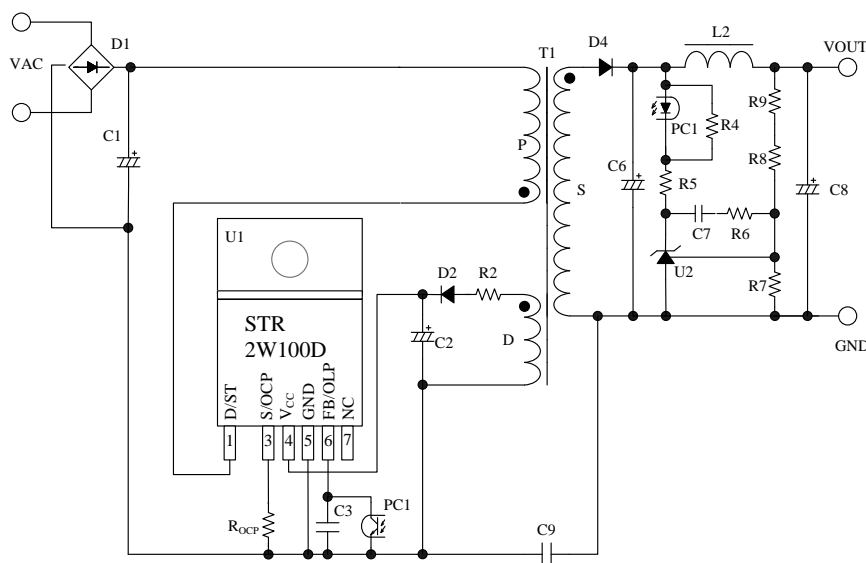 VAC
D1
C1
T1
P
S
D
D4
L2
VOUT
PC1
R4
R9
R8
C6
R5
C8
C7
R6
U2
R7
GND
U1
STR
2W100D
D/ST
S/OCP
VCC
GND
FB/OLP
NC
1
3
4
5
6
7
D2
R2
C2
ROCP
C3
PC1
C9